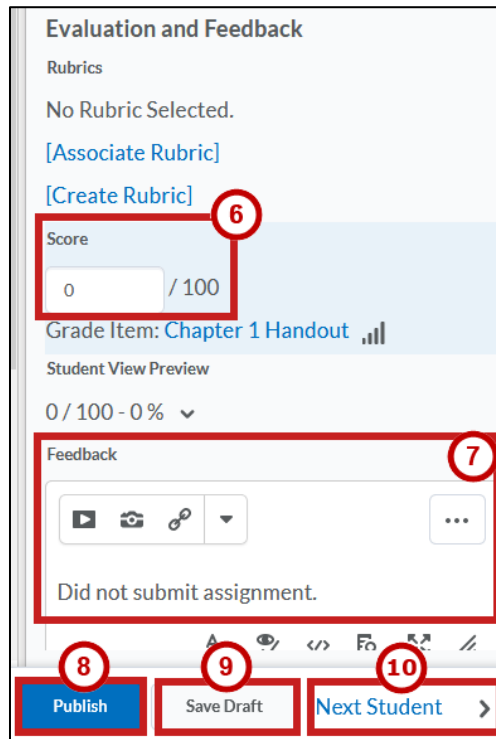 Evaluation and Feedback
Rubrics
No Rubric Selected.
[Associate Rubric]
[Create Rubric]
6
Score
0 / 100
Grade Item: Chapter 1 Handout
Student View Preview
0 / 100 - 0 %
7
Feedback
Did not submit assignment.
8 9 10
Publish Save Draft Next Student